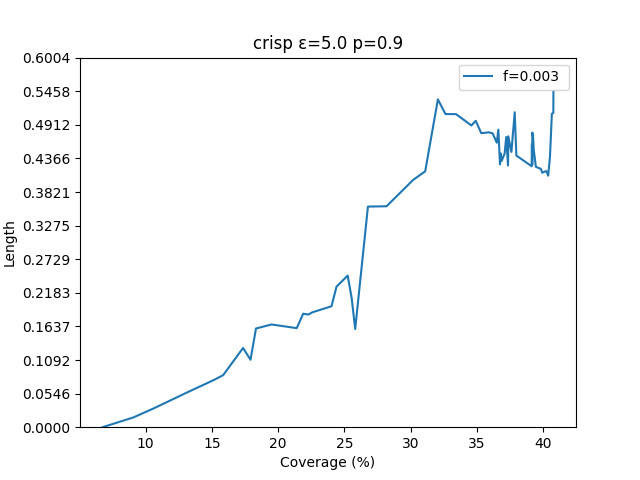 crisp ε=5.0 p=0.9
f=0.003
Length
0.6004
0.5458
0.4912
0.4366
0.3821
0.3275
0.2729
0.2183
0.1637
0.1092
0.0546
0.0000
10 15 20 25 30 35 40
Coverage (%)